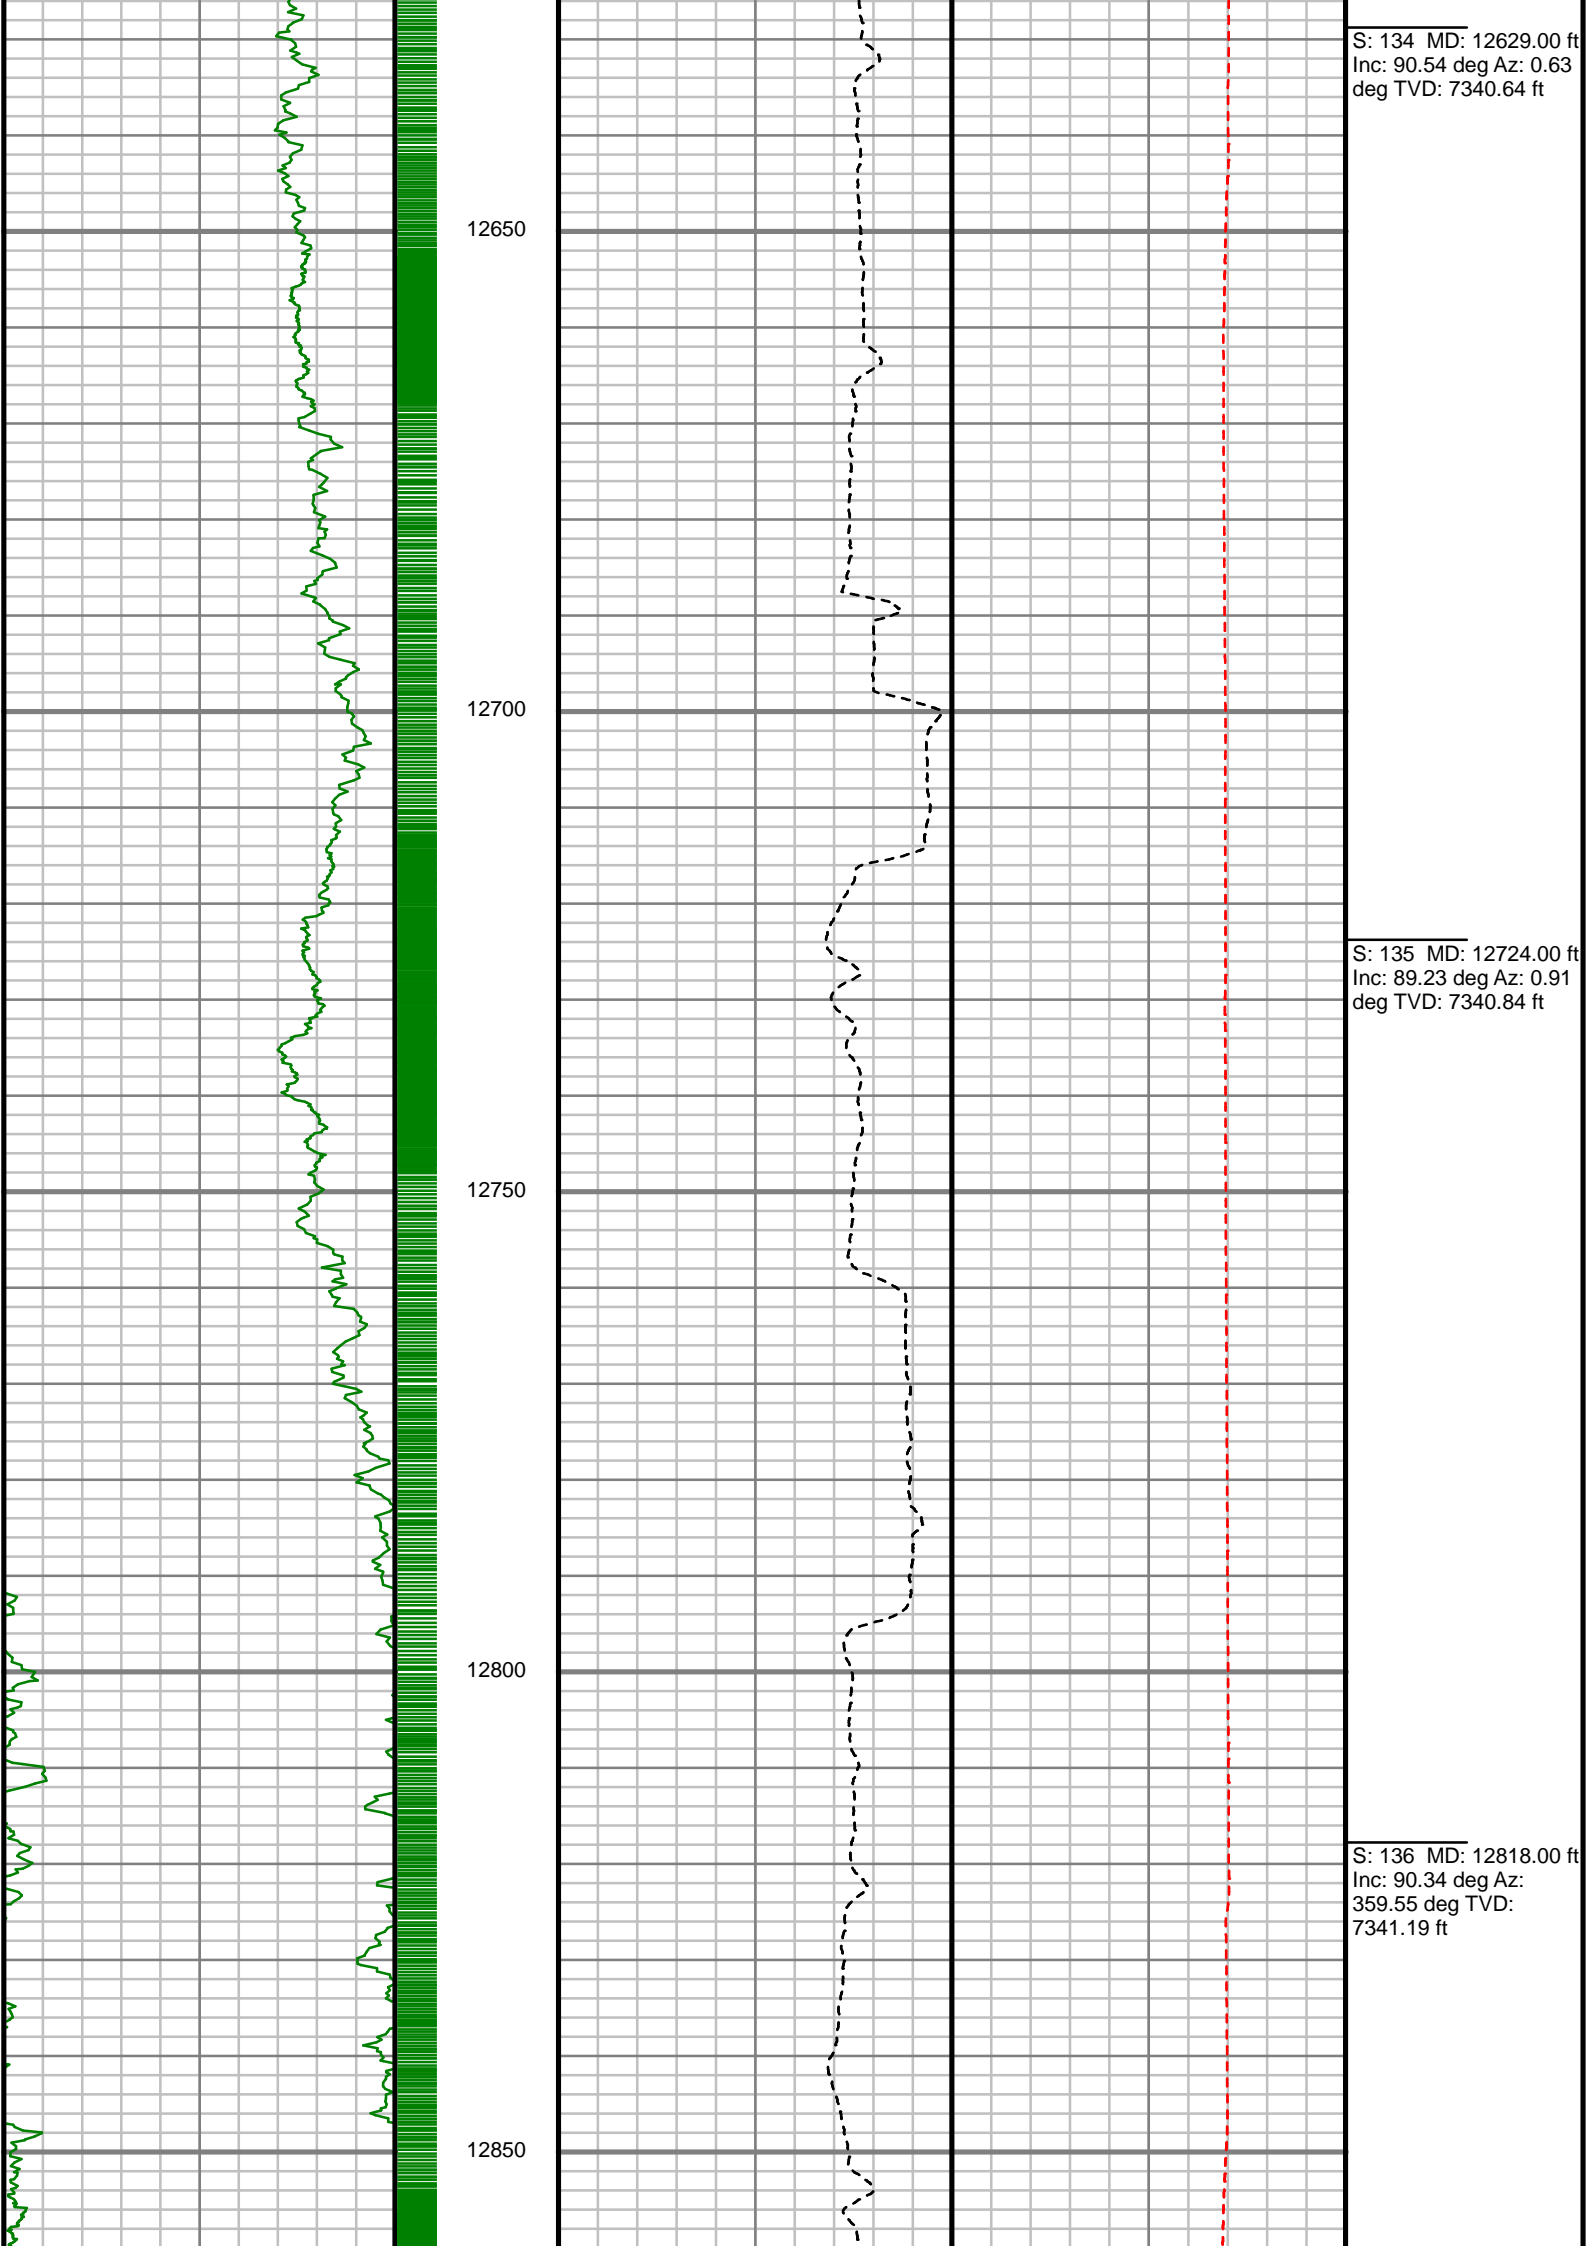 S: 134  MD: 12629.00 ft
Inc: 90.54 deg Az: 0.63
deg TVD: 7340.64 ft
12650
12700
S: 135  MD: 12724.00 ft
Inc: 89.23 deg Az: 0.91
deg TVD: 7340.84 ft
12750
12800
S: 136  MD: 12818.00 ft
Inc: 90.34 deg Az:
359.55 deg TVD:
7341.19 ft
12850